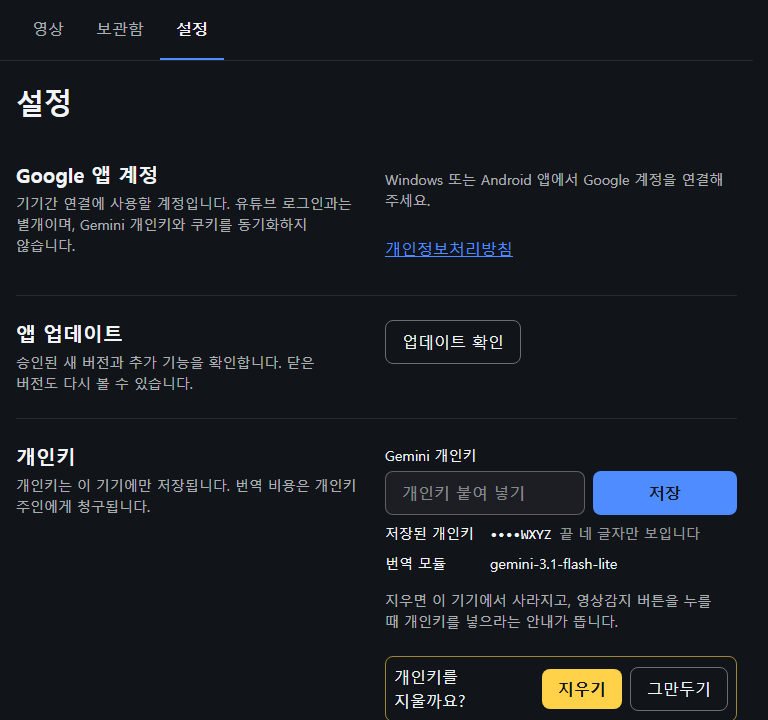 영상 보관함 설정
설정
Google 앱 계정
기기간 연결에 사용할 계정입니다. 유튜브 로그인과는
별개이며, Gemini 개인키와 쿠키를 동기화하지
않습니다.
Windows 또는 Android 앱에서 Google 계정을 연결해
주세요.
개인정보처리방침
앱 업데이트
승인된 새 버전과 추가 기능을 확인합니다. 닫은
버전도 다시 볼 수 있습니다.
업데이트 확인
개인키
개인키는 이 기기에만 저장됩니다. 번역 비용은 개인키
주인에게 청구됩니다.
Gemini 개인키
개인키 붙여 넣기 저장
저장된 개인키 ••••WXYZ 끝 네 글자만 보입니다
번역 모듈 gemini-3.1-flash-lite
지우면 이 기기에서 사라지고, 영상감지 버튼을 누를
때 개인키를 넣으라는 안내가 뜹니다.
개인키를
지울까요?
지우기 그만두기